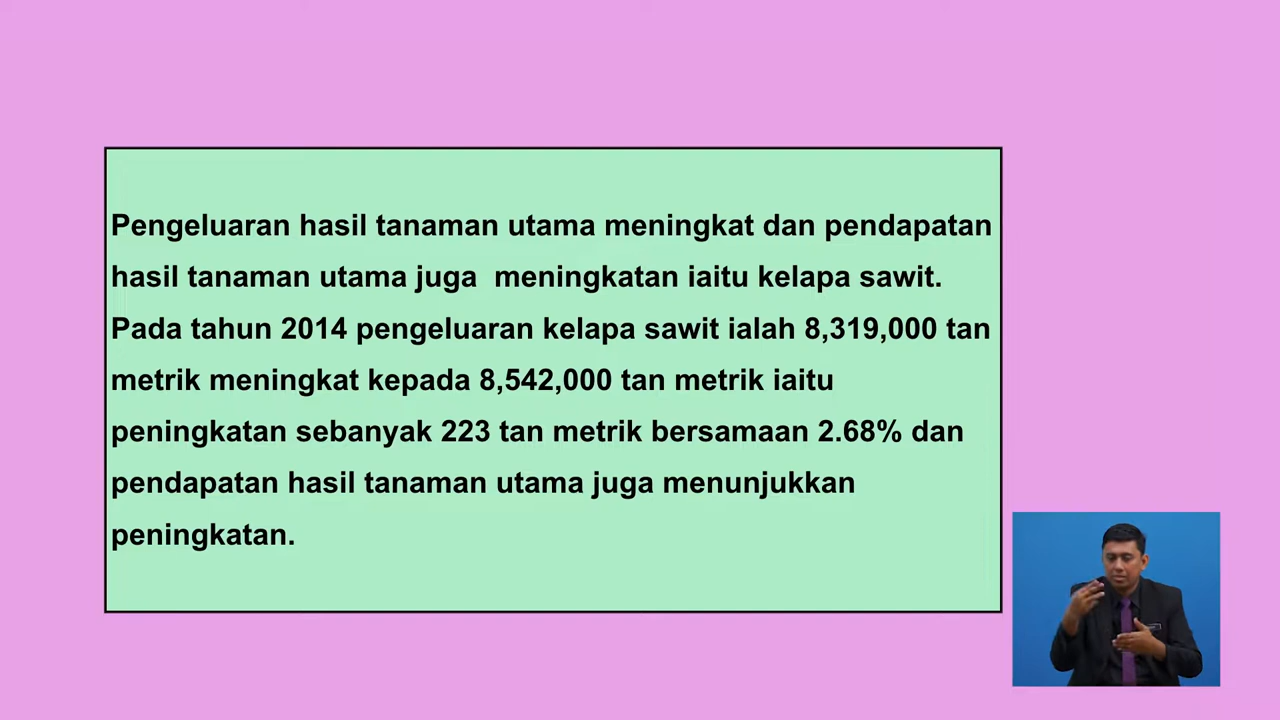 Pengeluaran hasil tanaman utama meningkat dan pendapatan
hasil tanaman utama juga  meningkatan iaitu kelapa sawit.
Pada tahun 2014 pengeluaran kelapa sawit ialah 8,319,000 tan
metrik meningkat kepada 8,542,000 tan metrik iaitu
peningkatan sebanyak 223 tan metrik bersamaan 2.68% dan
pendapatan hasil tanaman utama juga menunjukkan
peningkatan.